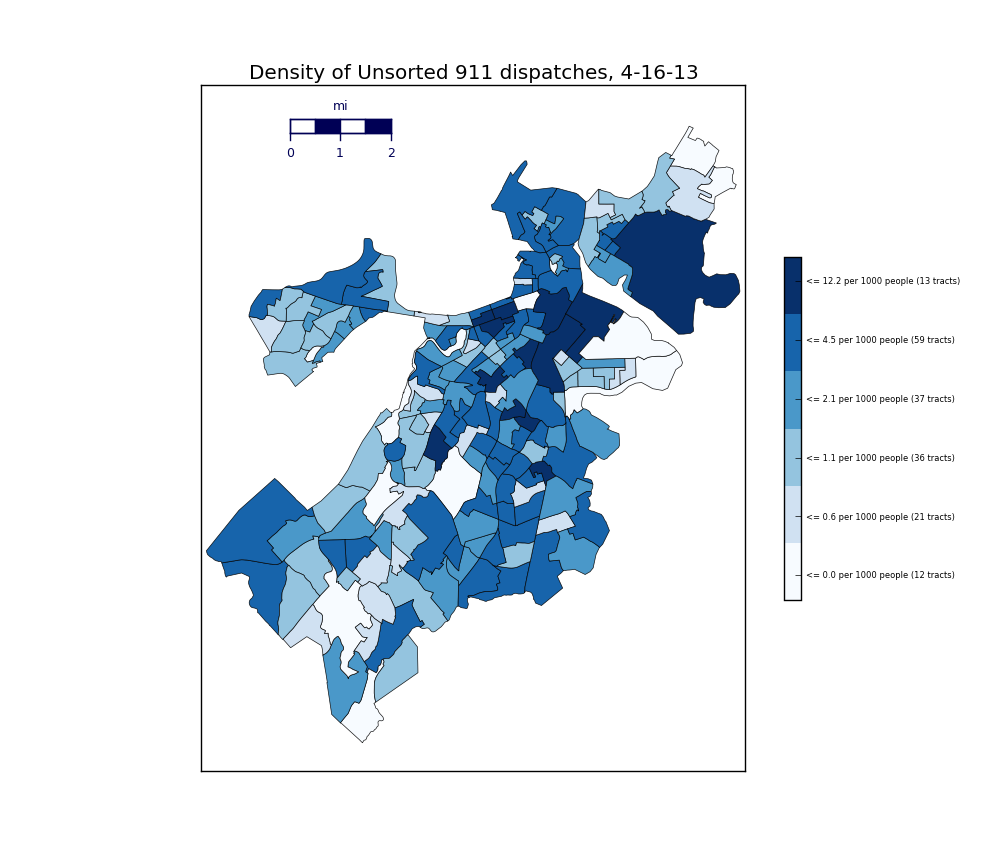 Density of Unsorted 911 dispatches, 4-16-13
mi
0 1 2
<= 12.2 per 1000 people (13 tracts)
<= 4.5 per 1000 people (59 tracts)
<= 2.1 per 1000 people (37 tracts)
<= 1.1 per 1000 people (36 tracts)
<= 0.6 per 1000 people (21 tracts)
<= 0.0 per 1000 people (12 tracts)